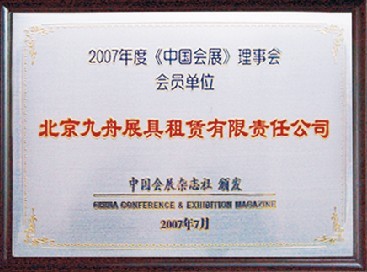 2007年度《中国会展》理事会
会员单位
北京九舟展具租赁有限责任公司
中国会展杂志社 颁发
CHINA CONFERENCE & EXHIBITION MAGAZINE
2007年7月